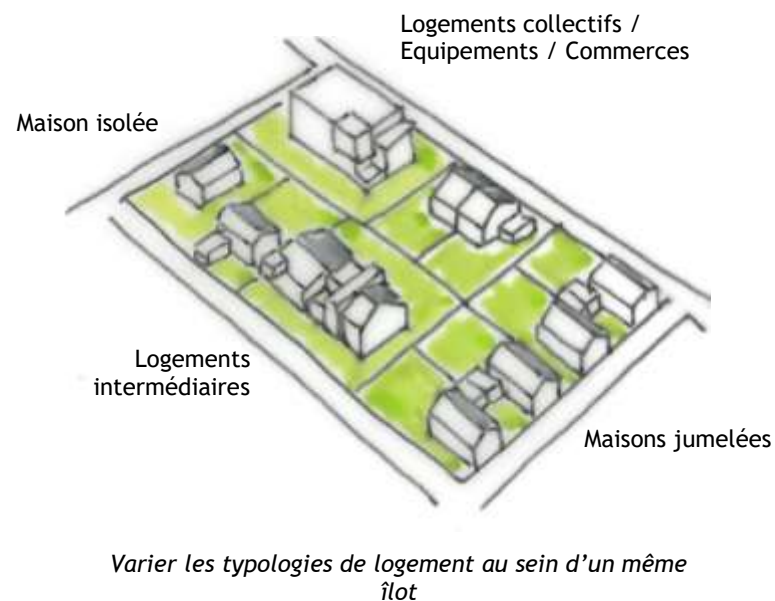 Logements collectifs /
Equipements / Commerces
Maison isolée
Logements
intermédiaires
Maisons jumelées
Varier les typologies de logement au sein d’un même
îlot